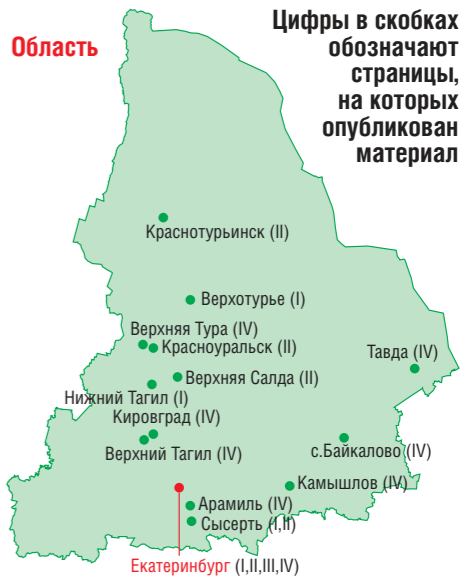 Область
Цифры в скобках
обозначают
страницы,
на которых
опубликован
материал
Краснотурьинск (II)
Верхотурье (I)
Верхняя Тура (IV)
Красноуральск (II)
Тавда (IV)
Верхняя Салда (II)
Нижний Тагил (I)
Кировград (IV)
Верхний Тагил (IV)
с.Байкалово (IV)
Камышлов (IV)
Арамиль (IV)
Сысерть (I,II)
Екатеринбург (I,II,III,IV)